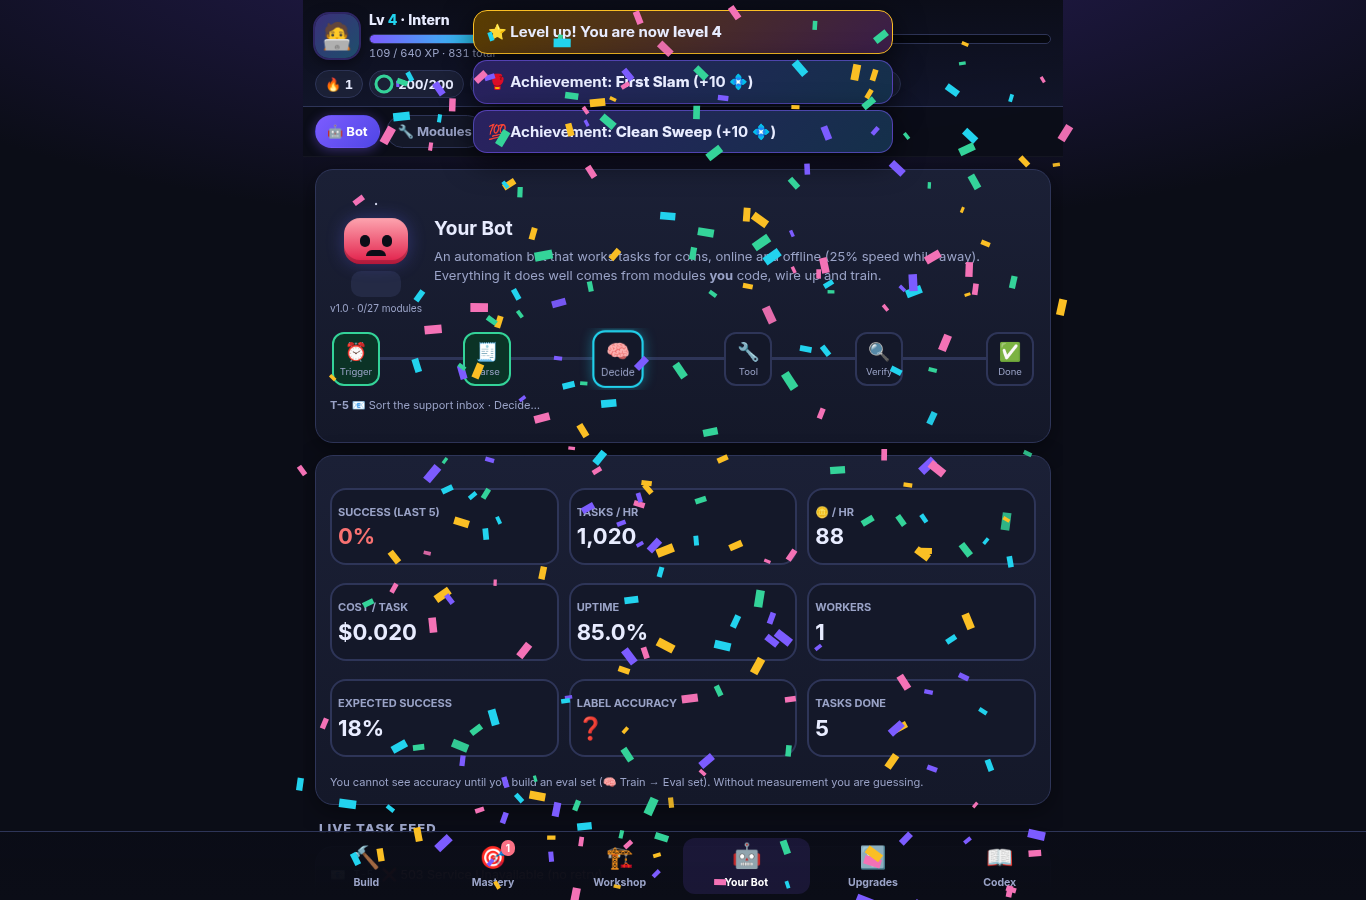 Lv 4 · Intern
109 / 640 XP · 831 total
⭐ Level up! You are now level 4
🥊 Achievement: First Slam (+10 💠)
💯 Achievement: Clean Sweep (+10 💠)
🔥 1
200/200
🤖 Bot
🔧 Modules
Your Bot
An automation bot that works tasks for coins, online and offline (25% speed while away).
Everything it does well comes from modules you code, wire up and train.
v1.0 · 0/27 modules
Trigger
Parse
Decide
Tool
Verify
Done
T-5 📧 Sort the support inbox · Decide...
SUCCESS (LAST 5)
0%
TASKS / HR
1,020
🪙 / HR
88
COST / TASK
$0.020
UPTIME
85.0%
WORKERS
1
EXPECTED SUCCESS
18%
LABEL ACCURACY
❓
TASKS DONE
5
You cannot see accuracy until you build an eval set (🧠 Train → Eval set). Without measurement you are guessing.
LIVE TASK FEED
Build
1
Mastery
Workshop
Your Bot
Upgrades
Codex